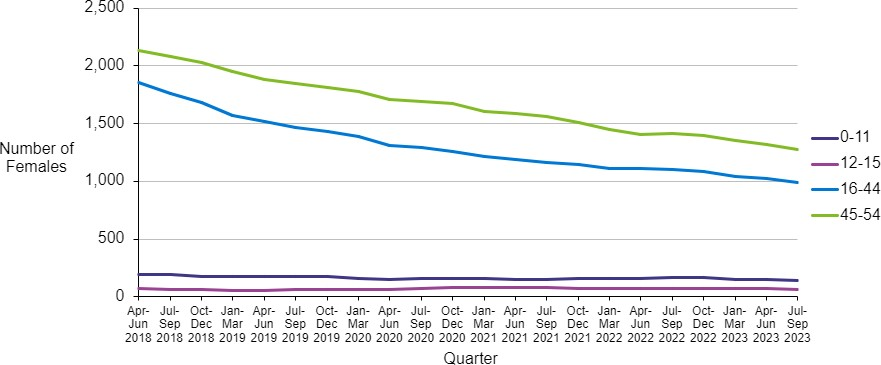 2,500
2,000
1,500
1,000
500
0
Number of
Females
Apr- Jul- Oct- Jan- Apr- Jul- Oct- Jan- Apr- Jul- Oct- Jan- Apr- Jul- Oct- Jan- Apr- Jul- Oct- Jan- Apr- Jul-
Jun Sep Dec Mar Jun Sep Dec Mar Jun Sep Dec Mar Jun Sep Dec Mar Jun Sep Dec Mar Jun Sep
2018 2018 2018 2019 2019 2019 2019 2020 2020 2020 2020 2021 2021 2021 2021 2022 2022 2022 2022 2023 2023 2023
Quarter
0-11
12-15
16-44
45-54